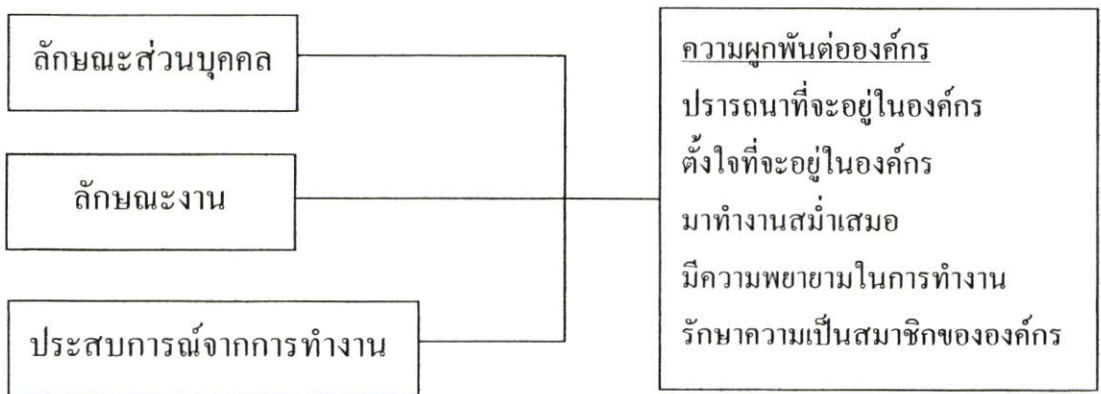 ลักษณะส่วนบุคคล
ลักษณะงาน
ประสบการณ์จากการทำงาน
ความผูกพันต่อองค์กร
ปรารถนาที่จะอยู่ในองค์กร
ตั้งใจที่จะอยู่ในองค์กร
มาทำงานสม่ำเสมอ
มีความพยายามในการทำงาน
รักษาความเป็นสมาชิกขององค์กร